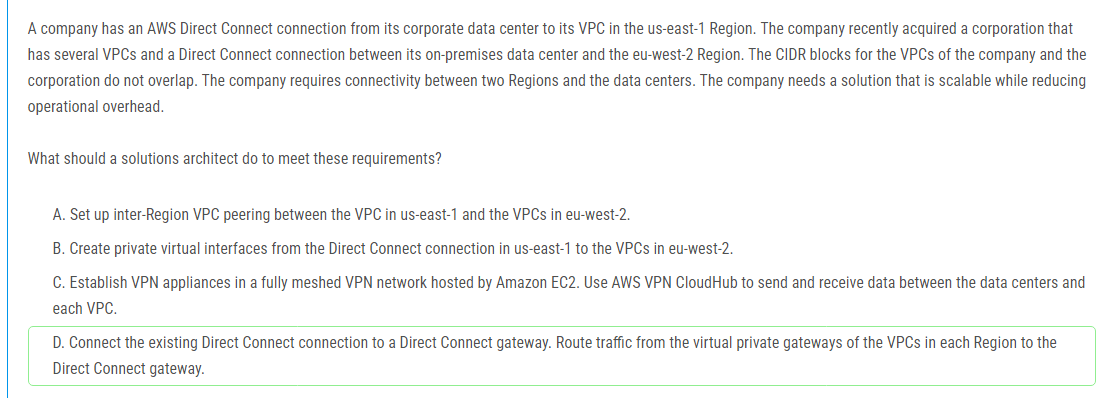 A company has an AWS Direct Connect connection from its corporate data center to its VPC in the us-east-1 Region. The company recently acquired a corporation that
has several VPCs and a Direct Connect connection between its on-premises data center and the eu-west-2 Region. The CIDR blocks for the VPCs of the company and the
corporation do not overlap. The company requires connectivity between two Regions and the data centers. The company needs a solution that is scalable while reducing
operational overhead.
What should a solutions architect do to meet these requirements?
A. Set up inter-Region VPC peering between the VPC in us-east-1 and the VPCs in eu-west-2.
B. Create private virtual interfaces from the Direct Connect connection in us-east-1 to the VPCs in eu-west-2.
C. Establish VPN appliances in a fully meshed VPN network hosted by Amazon EC2. Use AWS VPN CloudHub to send and receive data between the data centers and
each VPC.
D. Connect the existing Direct Connect connection to a Direct Connect gateway. Route traffic from the virtual private gateways of the VPCs in each Region to the
Direct Connect gateway.